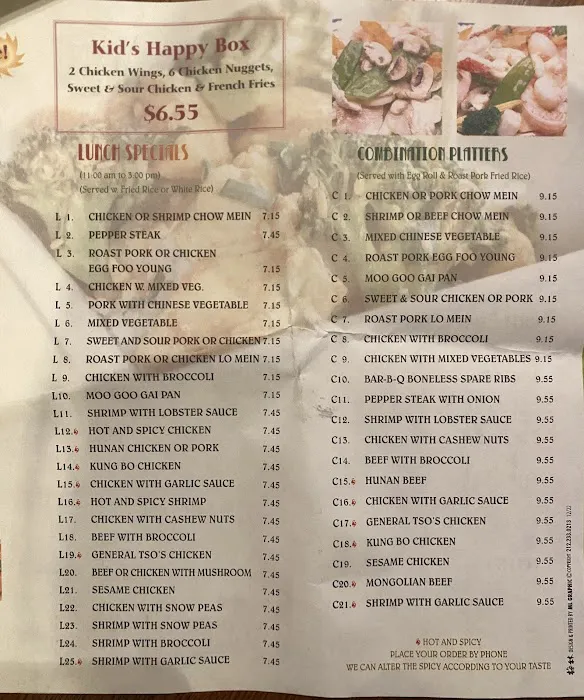 e!
Kid's Happy Box
2 Chicken Wings, 6 Chicken Nuggets,
Sweet & Sour Chicken & French Fries
$6.55
LUNCH SPECIALS
(11:00 am to 3:00 pm)
(Served w. Fried Rice or White Rice)
L 1. CHICKEN OR SHRIMP CHOW MEIN 7.15
L 2. PEPPER STEAK 7.45
L 3. ROAST PORK OR CHICKEN
EGG FOO YOUNG 7.15
L 4. CHICKEN W. MIXED VEG. 7.15
L 5. PORK WITH CHINESE VEGETABLE 7.15
L 6. MIXED VEGETABLE 7.15
L 7. SWEET AND SOUR PORK OR CHICKEN 7.15
L 8. ROAST PORK OR CHICKEN LO MEIN 7.15
L 9. CHICKEN WITH BROCCOLI 7.15
L10. MOO GOO GAI PAN 7.15
L11. SHRIMP WITH LOBSTER SAUCE 7.45
L12. HOT AND SPICY CHICKEN 7.45
L13. HUNAN CHICKEN OR PORK 7.45
L14. KUNG BO CHICKEN 7.45
L15. CHICKEN WITH GARLIC SAUCE 7.45
L16. HOT AND SPICY SHRIMP 7.45
L17. CHICKEN WITH CASHEW NUTS 7.45
L18. BEEF WITH BROCCOLI 7.45
L19. GENERAL TSO'S CHICKEN 7.45
L20. BEEF OR CHICKEN WITH MUSHROOM 7.45
L21. SESAME CHICKEN 7.45
L22. CHICKEN WITH SNOW PEAS 7.45
L23. SHRIMP WITH SNOW PEAS 7.45
L24. SHRIMP WITH BROCCOLI 7.45
L25. SHRIMP WITH GARLIC SAUCE 7.45
COMBINATION PLATTERS
(Served with Egg Roll & Roast Pork Fried Rice)
C 1. CHICKEN OR PORK CHOW MEIN 9.15
C 2. SHRIMP OR BEEF CHOW MEIN 9.15
C 3. MIXED CHINESE VEGETABLE 9.15
C 4. ROAST PORK EGG FOO YOUNG 9.15
C 5. MOO GOO GAI PAN 9.15
C 6. SWEET & SOUR CHICKEN OR PORK 9.15
C 7. ROAST PORK LO MEIN 9.15
C 8. CHICKEN WITH BROCCOLI 9.15
C 9. CHICKEN WITH MIXED VEGETABLES 9.15
C10. BAR-B-Q BONELESS SPARE RIBS 9.55
C11. PEPPER STEAK WITH ONION 9.55
C12. SHRIMP WITH LOBSTER SAUCE 9.55
C13. CHICKEN WITH CASHEW NUTS 9.55
C14. BEEF WITH BROCCOLI 9.55
C15. HUNAN BEEF 9.55
C16. CHICKEN WITH GARLIC SAUCE 9.55
C17. GENERAL TSO'S CHICKEN 9.55
C18. KUNG BO CHICKEN 9.55
C19. SESAME CHICKEN 9.55
C20. MONGOLIAN BEEF 9.55
C21. SHRIMP WITH GARLIC SAUCE 9.55
HOT AND SPICY
PLACE YOUR ORDER BY PHONE
WE CAN ALTER THE SPICY ACCORDING TO YOUR TASTE
DESIGN & PRINTED BY ML GRAPHIC © COPYRIGHT 212.233.0213 12/22